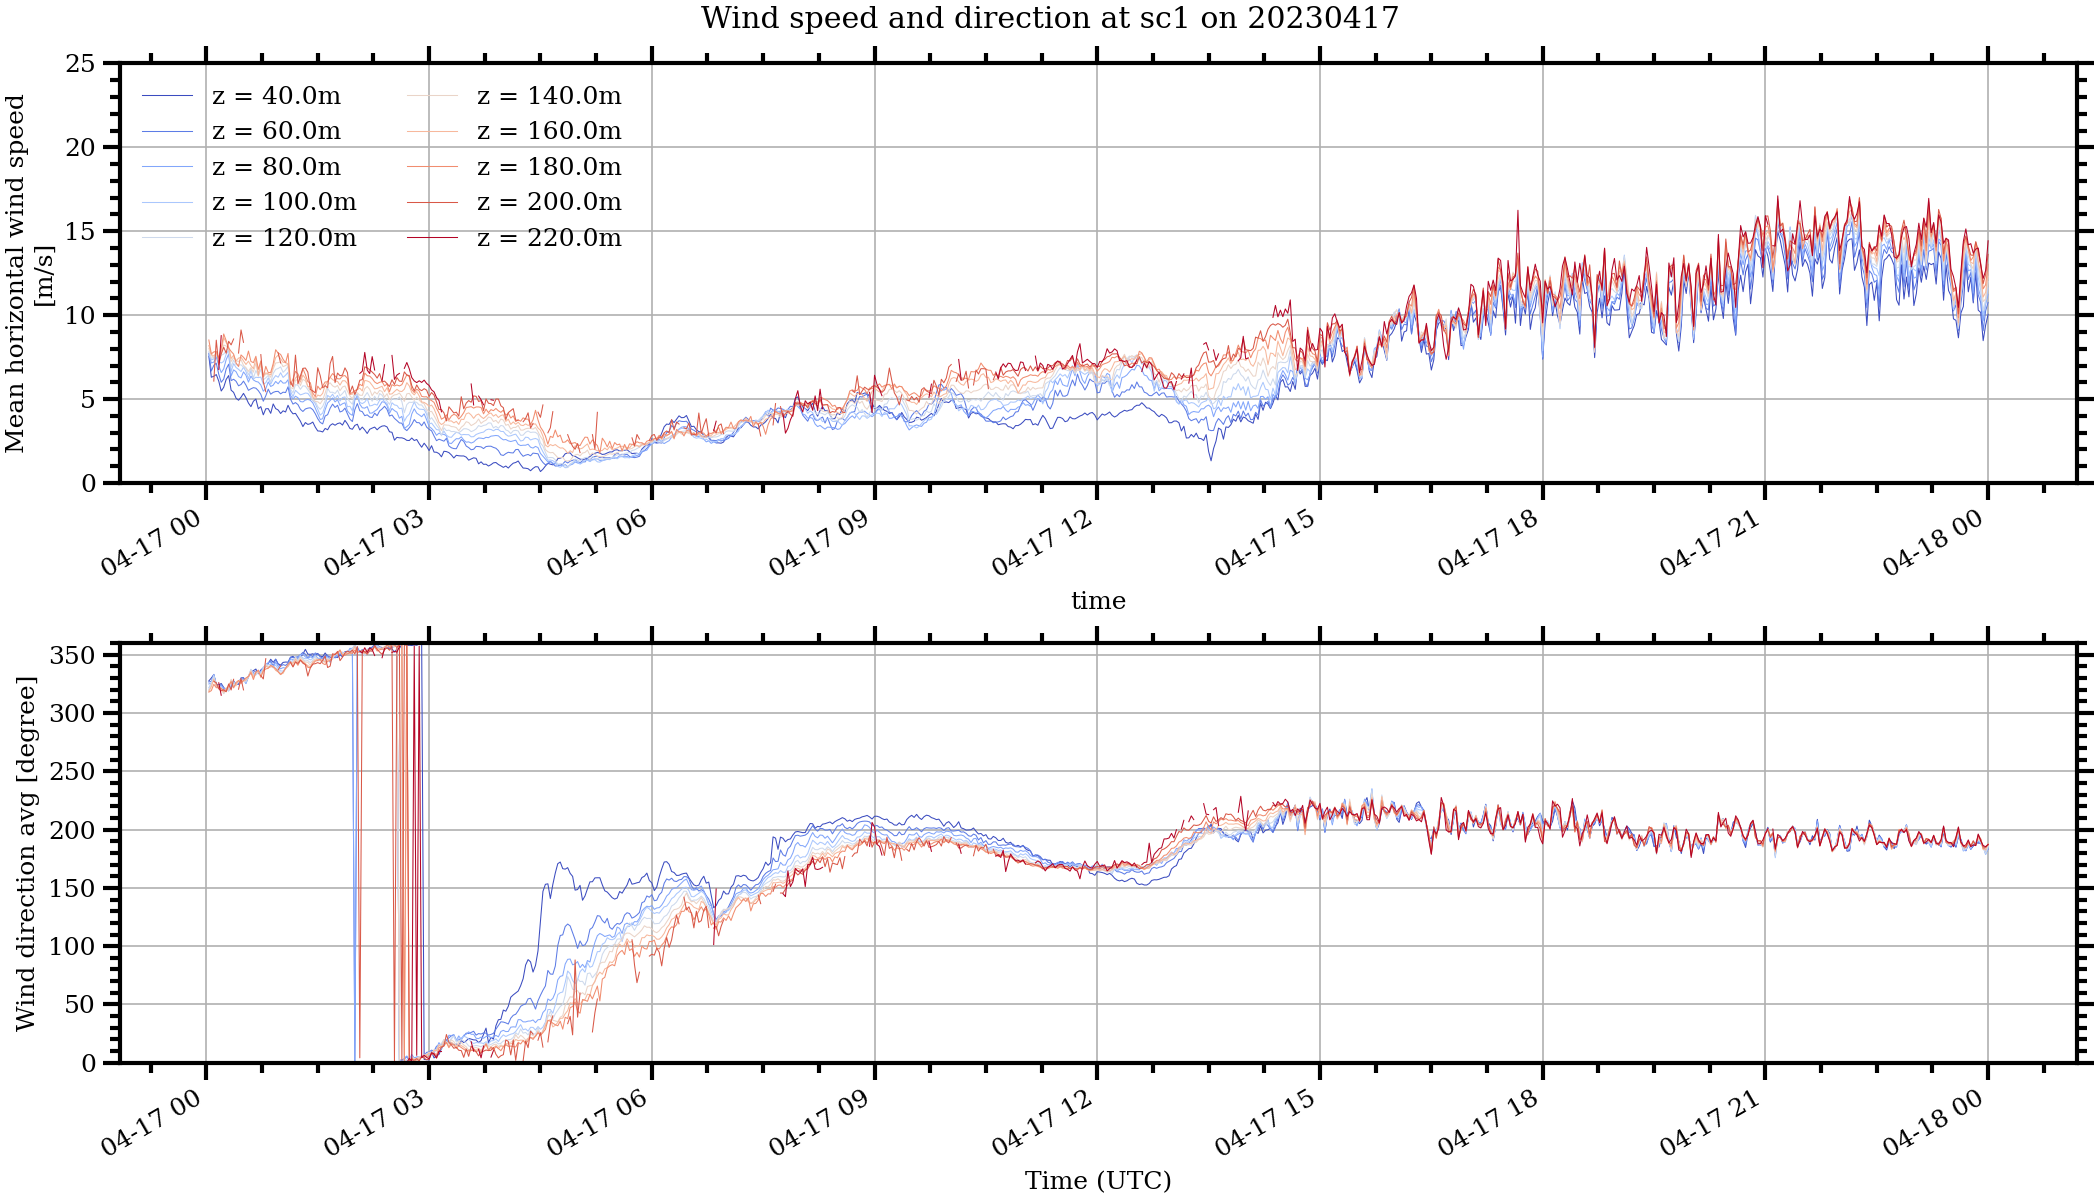 Wind speed and direction at sc1 on 20230417
Mean horizontal wind speed
[m/s]
25
20
15
10
5
0
z = 40.0m
z = 60.0m
z = 80.0m
z = 100.0m
z = 120.0m
z = 140.0m
z = 160.0m
z = 180.0m
z = 200.0m
z = 220.0m
04-17 00
04-17 03
04-17 06
04-17 09
04-17 12
04-17 15
04-17 18
04-17 21
04-18 00
time
Wind direction avg [degree]
350
300
250
200
150
100
50
0
04-17 00
04-17 03
04-17 06
04-17 09
04-17 12
04-17 15
04-17 18
04-17 21
04-18 00
Time (UTC)